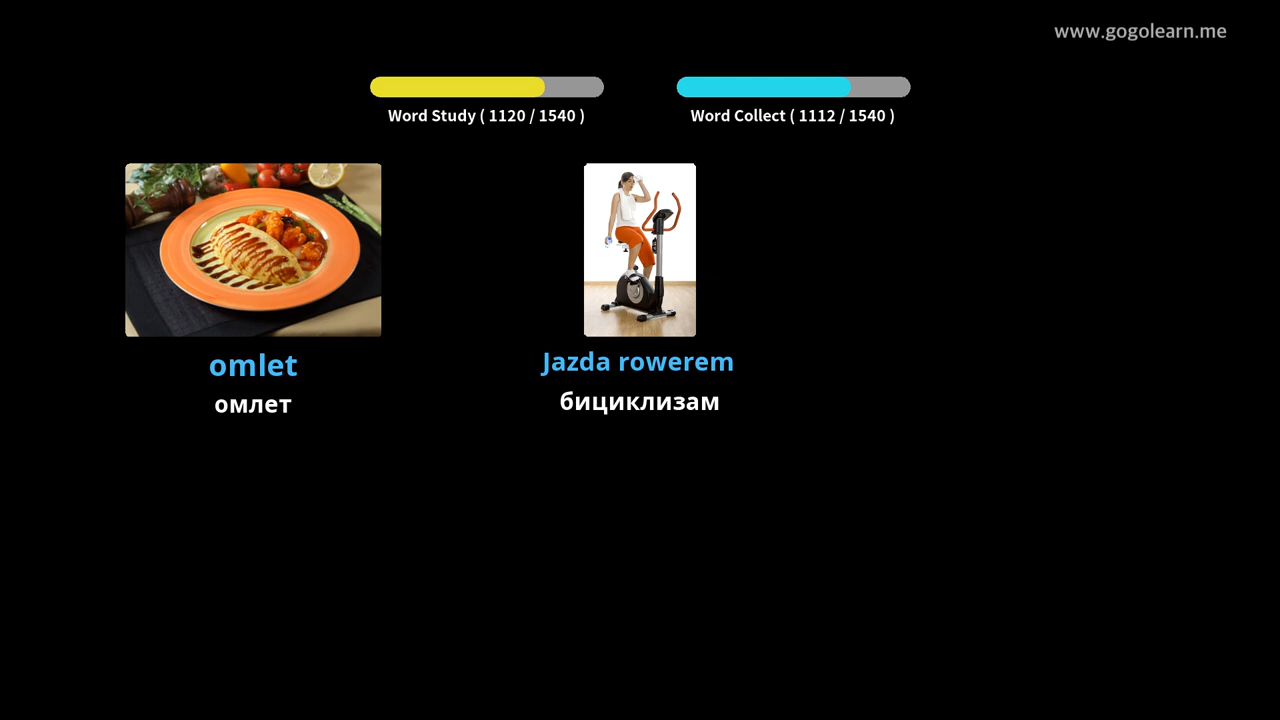 www.gogolearn.me
Word Study ( 1120 / 1540 )
Word Collect ( 1112 / 1540 )
omlet
омлет
Jazda rowerem
бициклизам